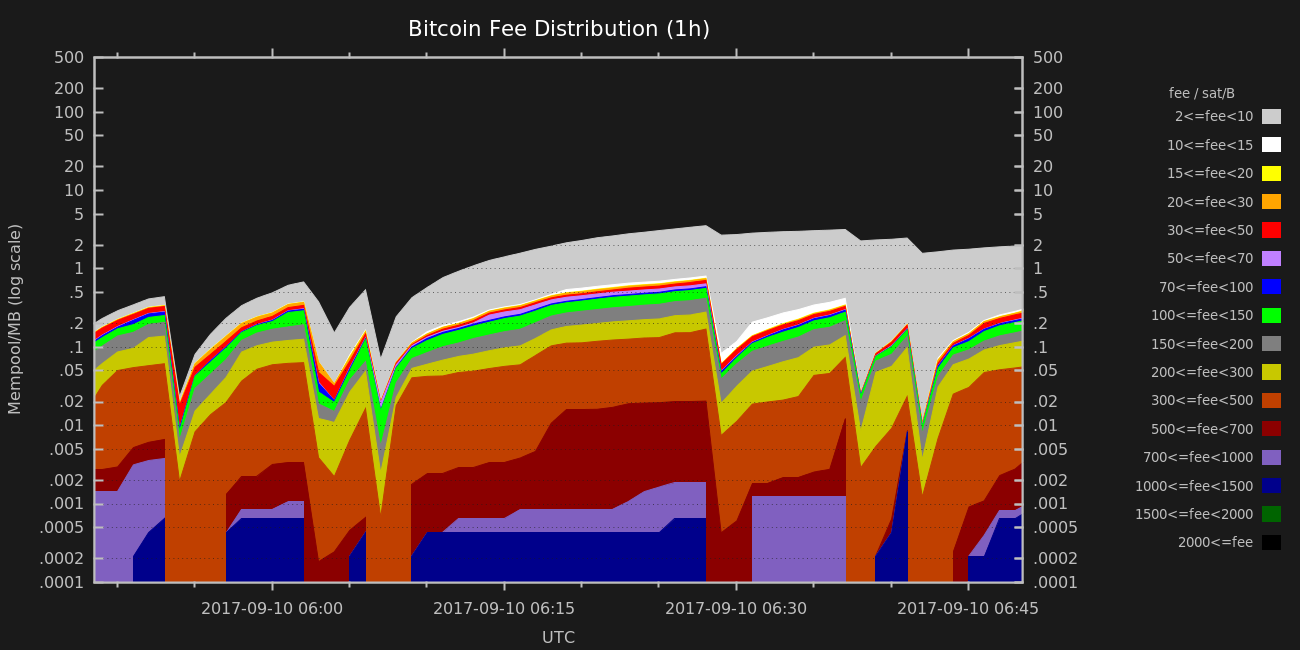 Bitcoin Fee Distribution (1h)
500
200
100
50
20
10
5
2
1
.5
.2
.1
.05
.02
.01
.005
.002
.001
.0005
.0002
.0001
Mempool/MB (log scale)
500
200
100
50
20
10
5
2
1
.5
.2
.1
.05
.02
.01
.005
.002
.001
.0005
.0002
.0001
2017-09-10 06:00
2017-09-10 06:15
2017-09-10 06:30
2017-09-10 06:45
UTC
fee / sat/B
2<=fee<10
10<=fee<15
15<=fee<20
20<=fee<30
30<=fee<50
50<=fee<70
70<=fee<100
100<=fee<150
150<=fee<200
200<=fee<300
300<=fee<500
500<=fee<700
700<=fee<1000
1000<=fee<1500
1500<=fee<2000
2000<=fee